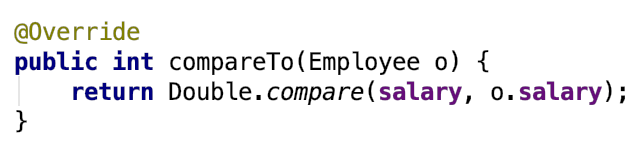 @Override
public int compareTo(Employee o) {
    return Double.compare(salary, o.salary);
}